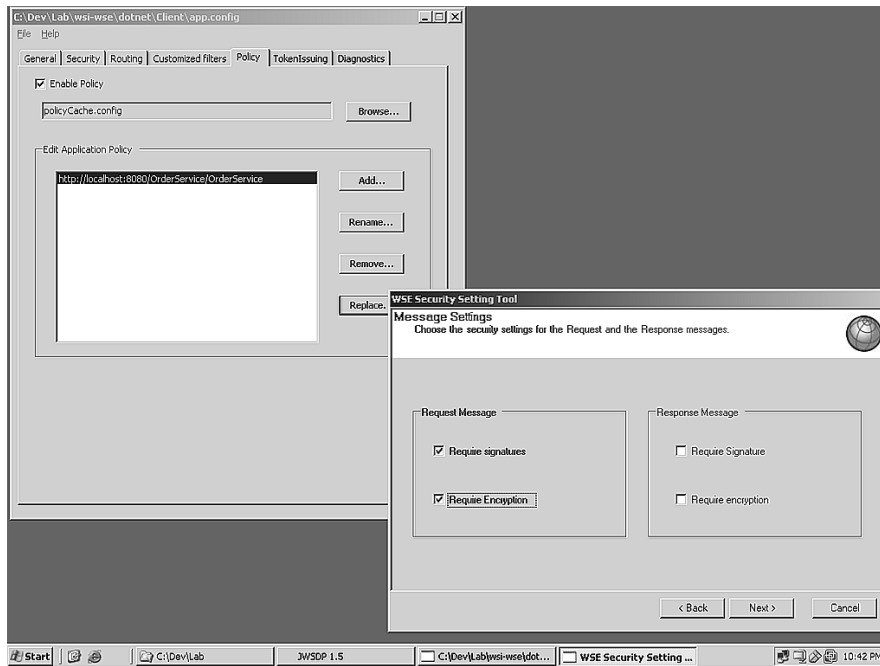 C:\Dev\Lab\wsi-wse\dotnet\Client\app.config
File Help
General Security Routing Customized filters Policy TokenIssuing Diagnostics
Enable Policy
policyCache.config
Browse...
Edit Application Policy
http://localhost:8080/OrderService/OrderService
Add...
Rename...
Remove...
Replace.
WSE Security Setting Tool
Message Settings
Choose the security settings for the Request and the Response messages.
Request Message
Require signatures
Require Encryption
Response Message
Require Signature
Require encryption
< Back Next > Cancel
Start C:\Dev\Lab JWSDP 1.5 C:\Dev\Lab\wsi-wse\dot... WSE Security Setting ... 10:42 PM